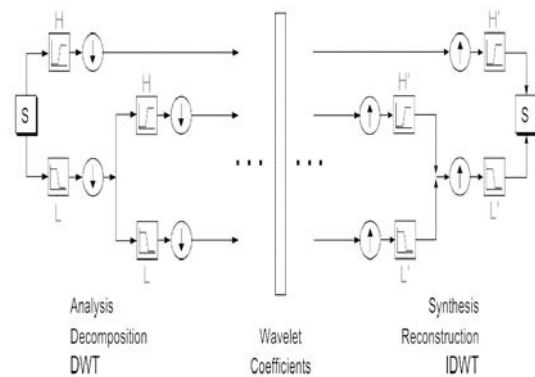 H H'
S H H' S
L L L' L'
Analysis
Decomposition
DWT
Wavelet
Coefficients
Synthesis
Reconstruction
IDWT